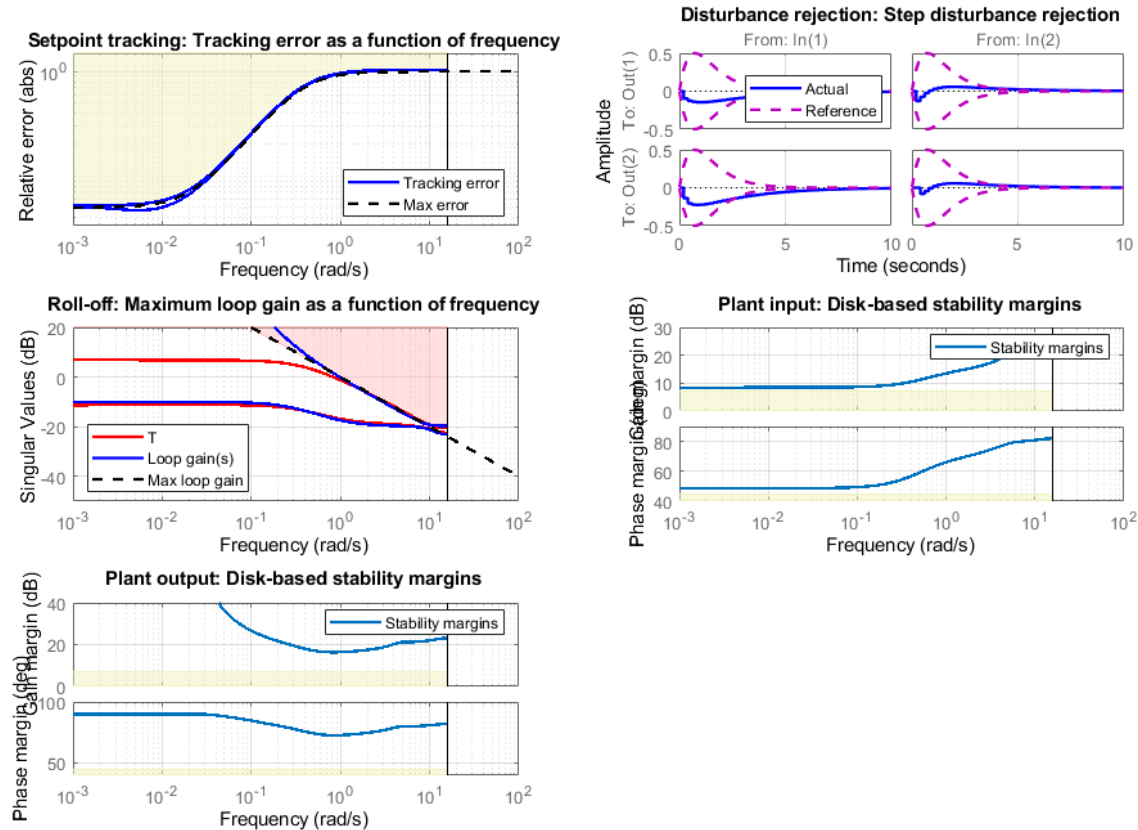 Setpoint tracking: Tracking error as a function of frequency
Relative error (abs)
10^0
Tracking error
Max error
10^-3 10^-2 10^-1 10^0 10^1 10^2
Frequency (rad/s)
Disturbance rejection: Step disturbance rejection
From: In(1) From: In(2)
Amplitude
To: Out(1)
0.5
0
-0.5
Actual
Reference
To: Out(2)
0.5
0
-0.5
0 5 10 0 5 10
Time (seconds)
Roll-off: Maximum loop gain as a function of frequency
Singular Values (dB)
20
0
-20
-40
T
Loop gain(s)
Max loop gain
10^-3 10^-2 10^-1 10^0 10^1 10^2
Frequency (rad/s)
Plant input: Disk-based stability margins
Gain margin (dB)
30
20
10
0
Stability margins
Phase margin (deg)
80
60
40
10^-3 10^-2 10^-1 10^0 10^1 10^2
Frequency (rad/s)
Plant output: Disk-based stability margins
Gain margin (dB)
40
20
0
Stability margins
Phase margin (deg)
100
50
10^-3 10^-2 10^-1 10^0 10^1 10^2
Frequency (rad/s)